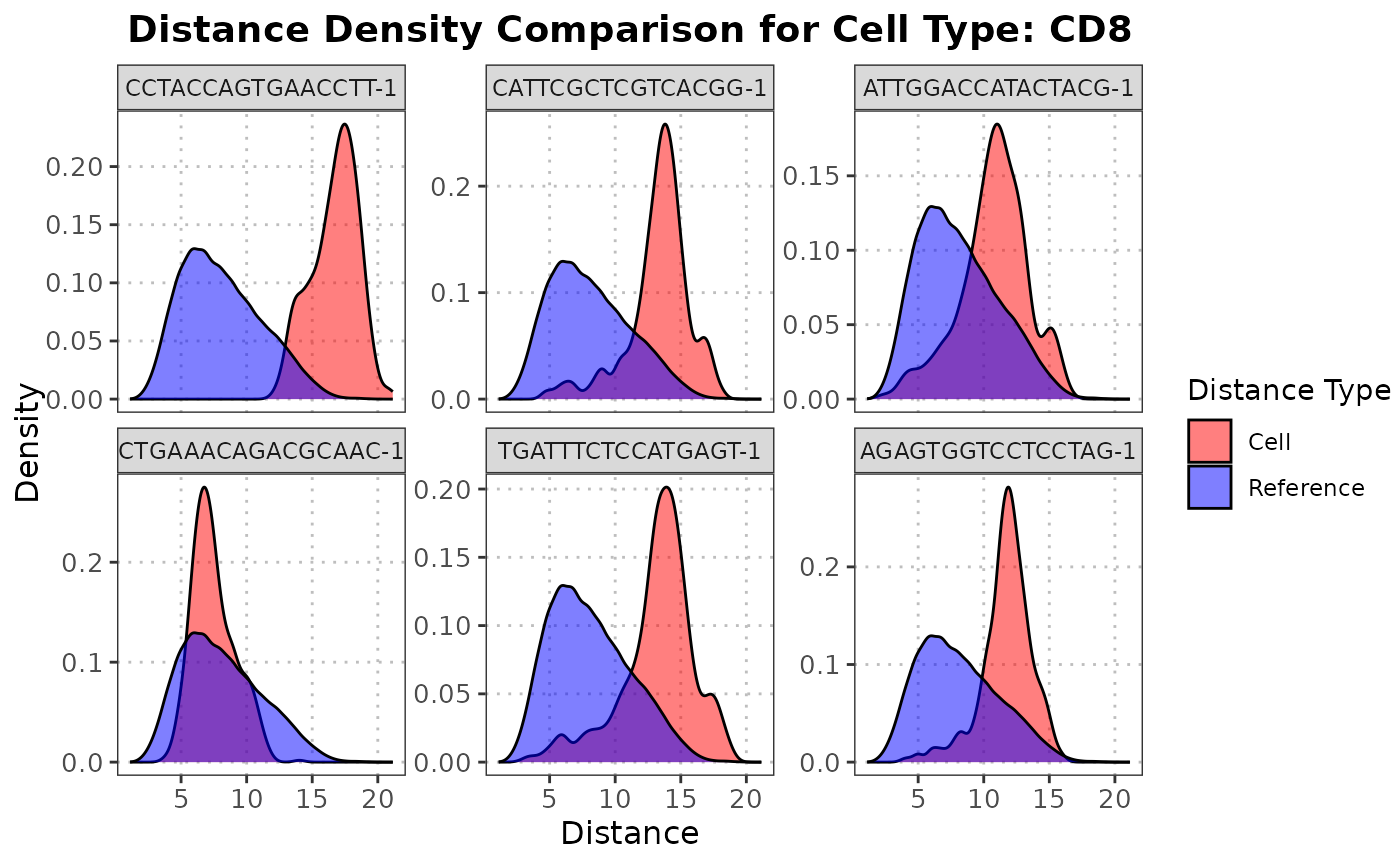 Distance Density Comparison for Cell Type: CD8
CCTACCAGTGAACCTT-1
CATTCGCTCGTCACGG-1
ATTGGACCATACTACG-1
0.20
0.15
0.10
0.05
0.00
0.2
0.1
0.0
0.15
0.10
0.05
0.00
CTGAAACAGACGCAAC-1
TGATTTCTCCATGAGT-1
AGAGTGGTCCTCCTAG-1
0.2
0.1
0.0
0.20
0.15
0.10
0.05
0.00
0.2
0.1
0.0
5 10 15 20
5 10 15 20
5 10 15 20
Distance
Density
Distance Type
Cell
Reference